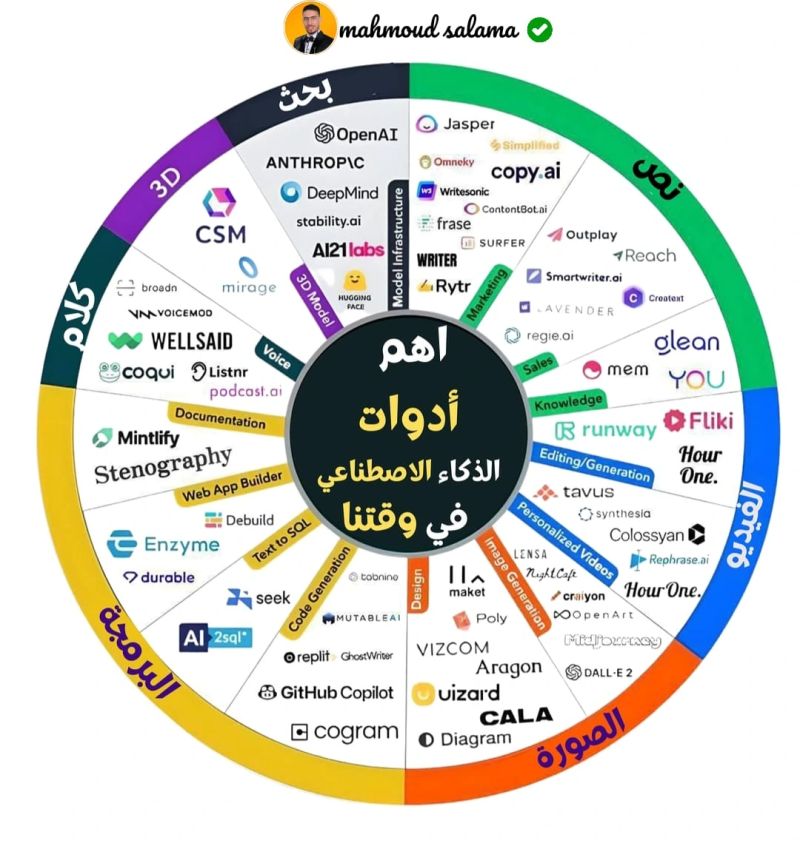 mahmoud salama
بحث
OpenAI
ANTHROP\C
DeepMind
stability.ai
AI21 labs
HUGGING
FACE
Model Infrastructure
نص
Jasper
Simplified
Omneky
copy.ai
Writesonic
ContentBot.ai
frase
SURFER
WRITER
Rytr
Marketing
Outplay
Reach
Smartwriter.ai
Creatext
LAVENDER
regie.ai
Sales
glean
mem
YOU
Knowledge
الفيديو
runway
Fliki
Hour
One.
Editing/Generation
tavus
synthesia
Colossyan
Rephrase.ai
Hour One.
Personalized Videos
الصورة
LENSA
NightCafe
craiyon
OpenArt
Midjourney
DALL·E 2
Image Generation
maket
Poly
VIZCOM
Aragon
uizard
CALA
Diagram
Design
البرمجة
tabnine
MUTABLEAI
replit GhostWriter
GitHub Copilot
cogram
Code Generation
seek
AI 2sql
Text to SQL
Debuild
Enzyme
durable
Web App Builder
Mintlify
Stenography
Documentation
كلام
broadn
VOICEMOD
WELLSAID
coqui
Listnr
podcast.ai
Voice
3D
CSM
mirage
3D Model
اهم
أدوات
الذكاء الاصطناعي
في وقتنا